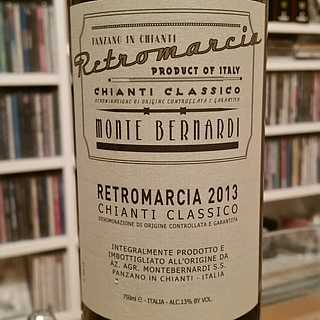 PANZANO IN CHIANTI
Retromarcia
PRODUCT OF ITALY
CHIANTI CLASSICO
DENOMINAZIONE DI ORIGINE CONTROLLATA E GARANTITA
MONTE BERNARDI
RETROMARCIA 2013
CHIANTI CLASSICO
DENOMINAZIONE DI ORIGINE CONTROLLATA E GARANTITA
INTEGRALMENTE PRODOTTO E
IMBOTTIGLIATO ALL'ORIGINE DA
AZ. AGR. MONTEBERNARDI S.S.
PANZANO IN CHIANTI - ITALIA
750ml e - ITALIA - ALC.13% BY VOL.